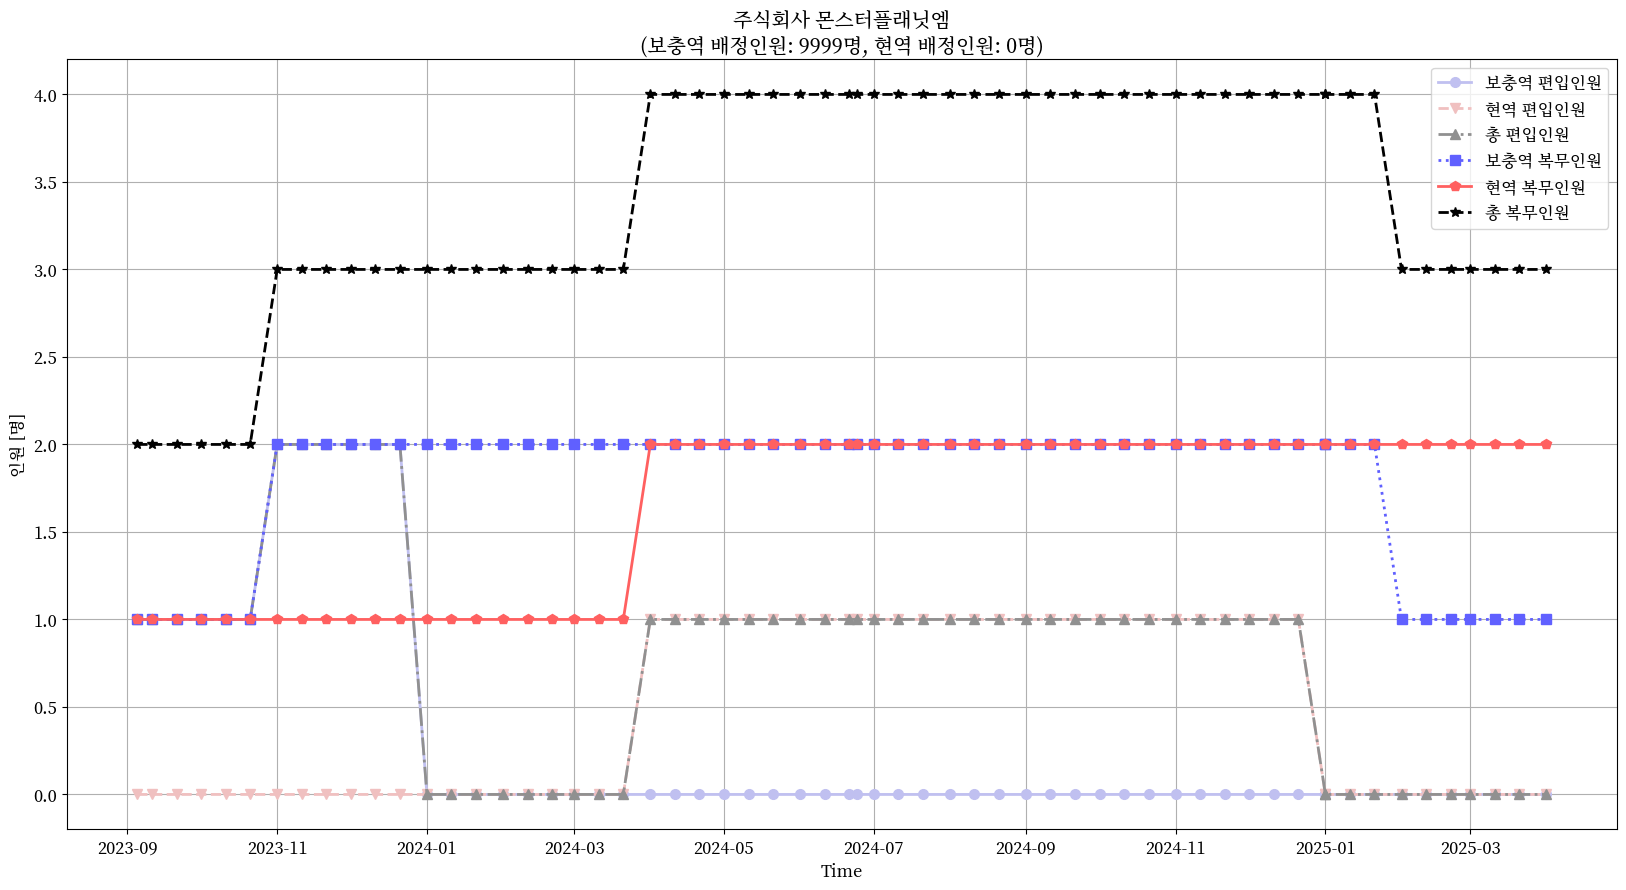 주식회사 몬스터플래닛엠
(보충역 배정인원: 9999명, 현역 배정인원: 0명)
보충역 편입인원
현역 편입인원
총 편입인원
보충역 복무인원
현역 복무인원
총 복무인원
4.0
3.5
3.0
2.5
2.0
1.5
1.0
0.5
0.0
인원 [명]
2023-09 2023-11 2024-01 2024-03 2024-05 2024-07 2024-09 2024-11 2025-01 2025-03
Time